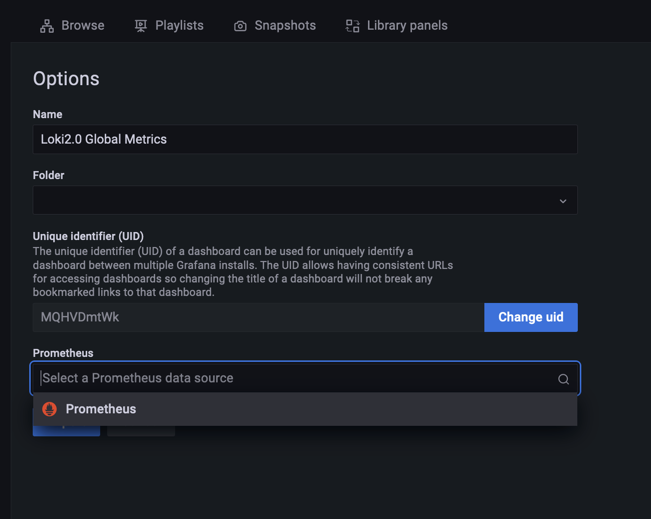 Browse Playlists Snapshots Library panels
Options
Name
Loki2.0 Global Metrics
Folder
Unique identifier (UID)
The unique identifier (UID) of a dashboard can be used for uniquely identify a
dashboard between multiple Grafana installs. The UID allows having consistent URLs
for accessing dashboards so changing the title of a dashboard will not break any
bookmarked links to that dashboard.
MQHVDmtWk Change uid
Prometheus
Select a Prometheus data source
Prometheus